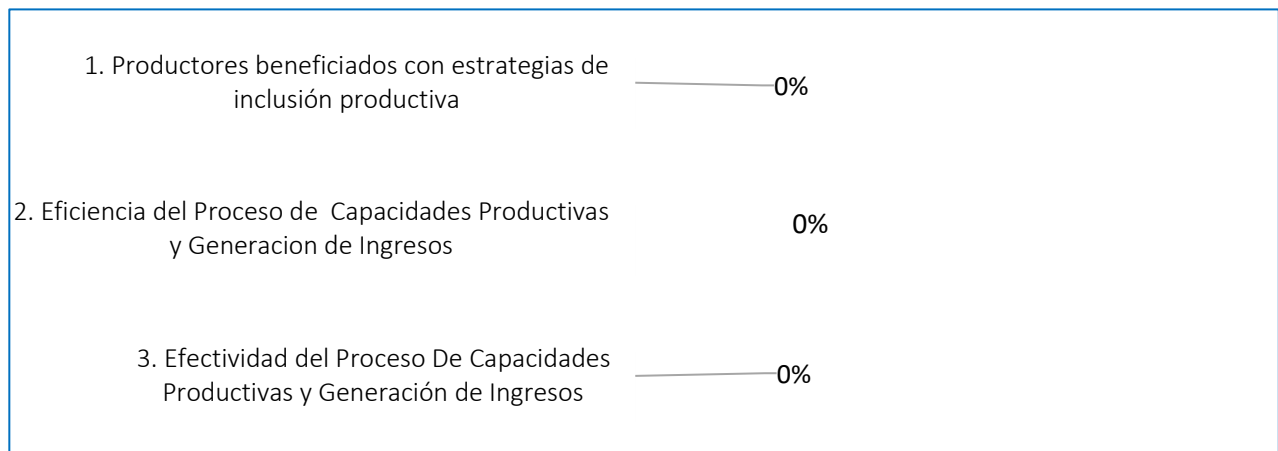 1. Productores beneficiados con estrategias de
inclusión productiva
0%
2. Eficiencia del Proceso de  Capacidades Productivas
y Generacion de Ingresos
0%
3. Efectividad del Proceso De Capacidades
Productivas y Generación de Ingresos
0%